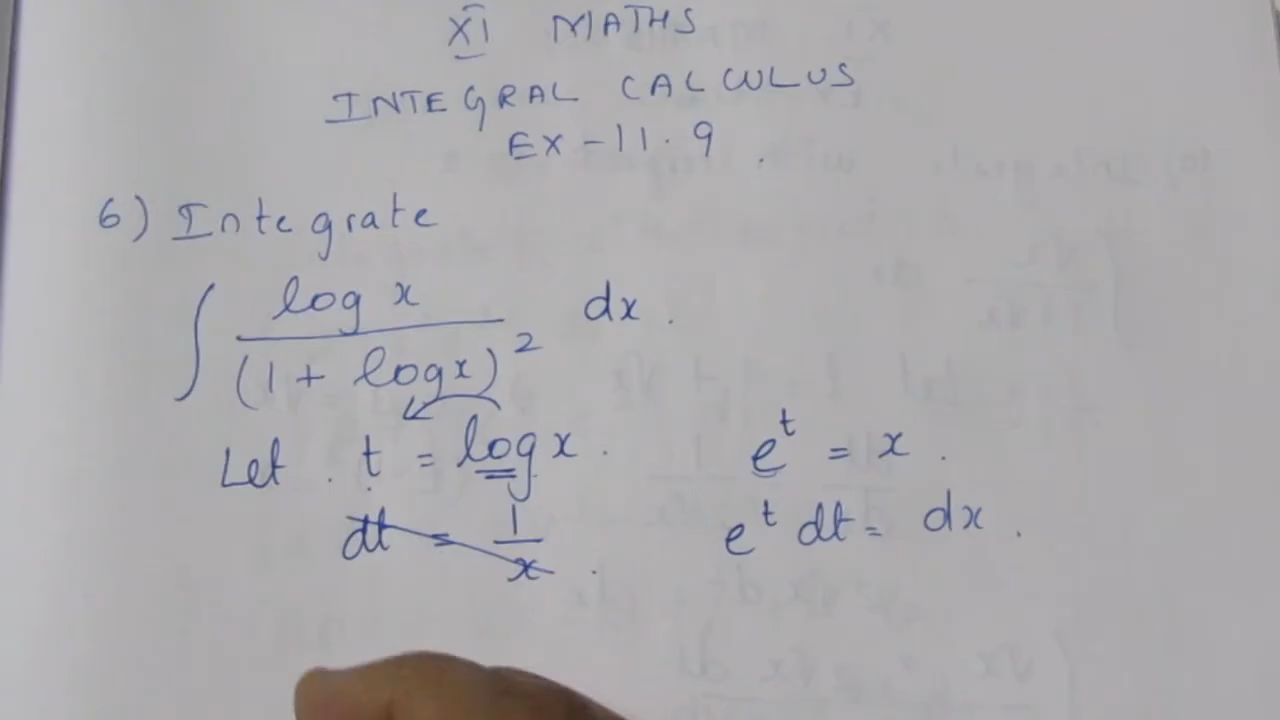 XI MATHS
INTEGRAL CALCULUS
EX-11.9.
6) Integrate
∫ log x / (1 + log x)² dx.
Let t = log x. e^t = x.
dt = 1/x. e^t dt = dx.